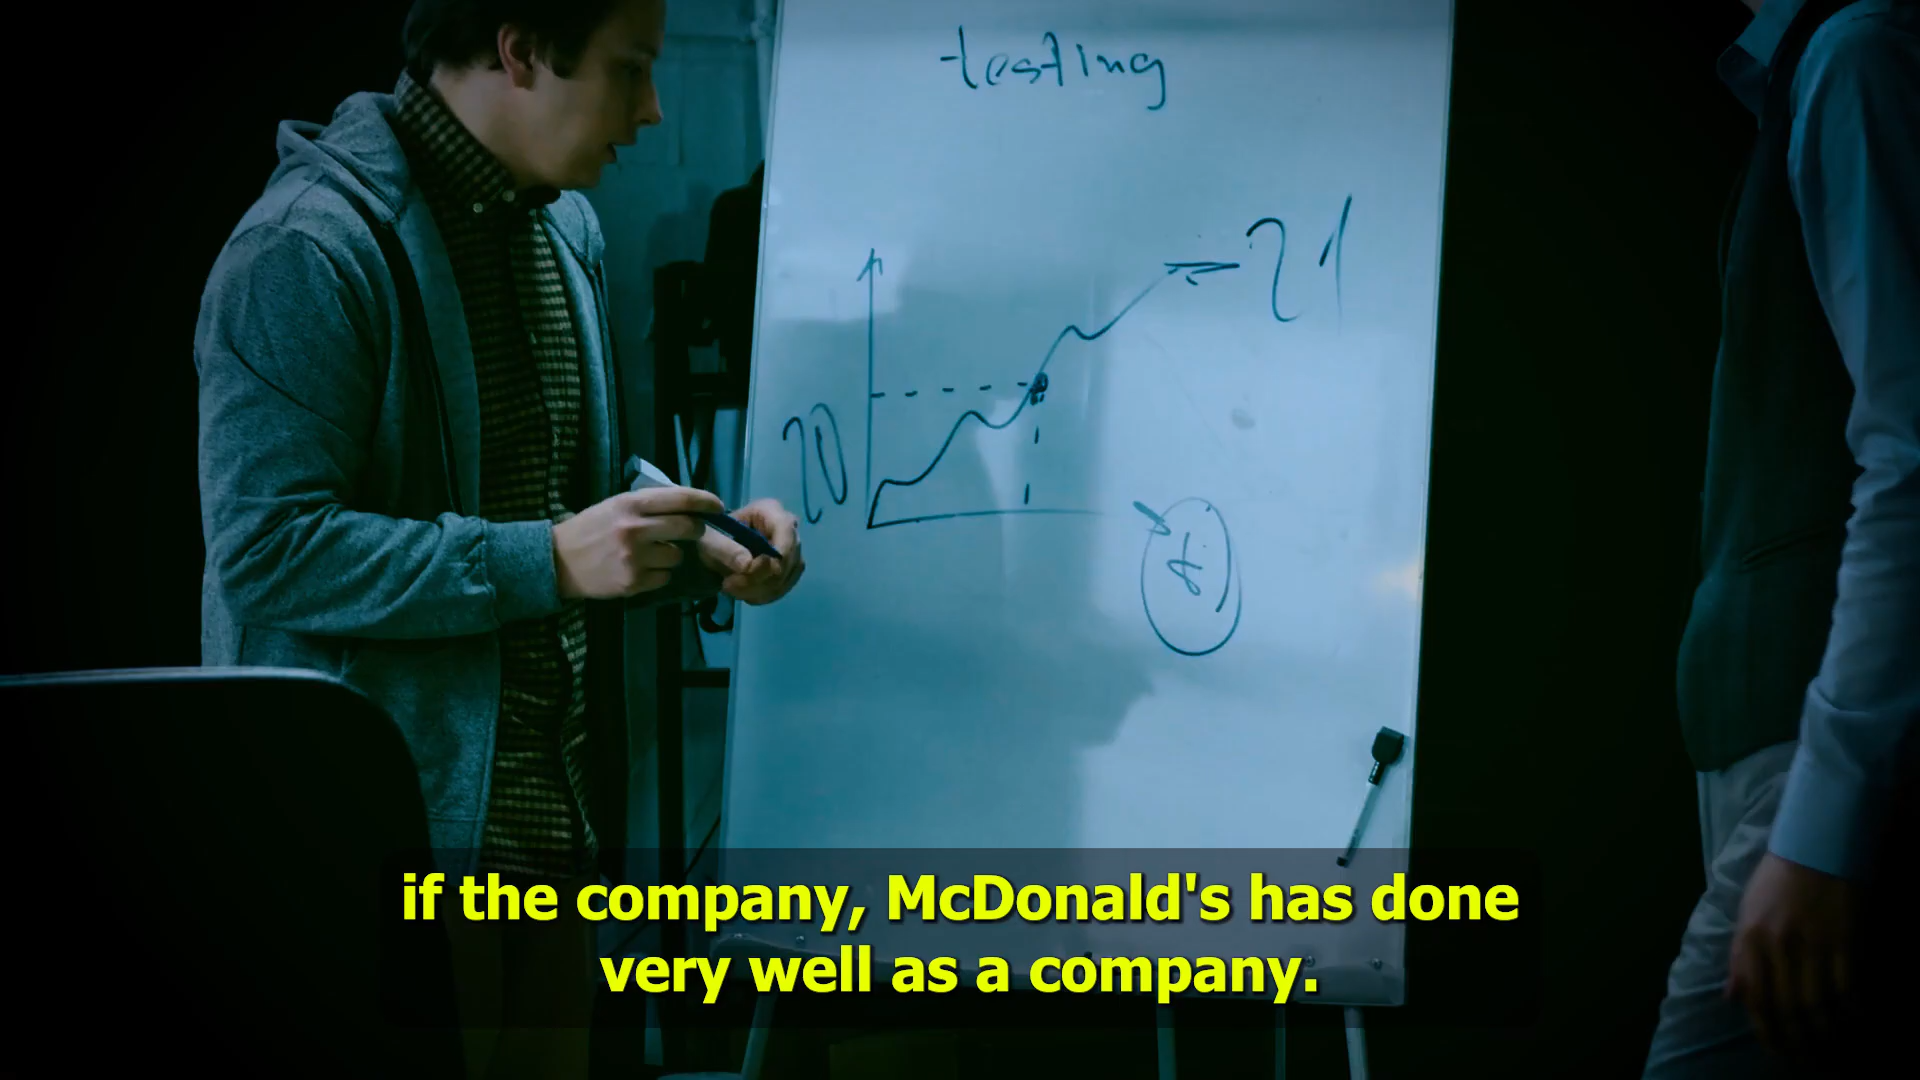 testing
21
20
if the company, McDonald's has done
very well as a company.